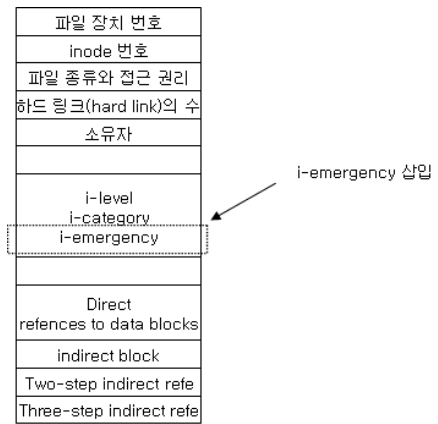 파일 장치 번호
inode 번호
파일 종류와 접근 권리
하드 링크(hard link)의 수
소유자
i-level
i-category
i-emergency
i-emergency 삽입
Direct
refences to data blocks
indirect block
Two-step indirect refe
Three-step indirect refe